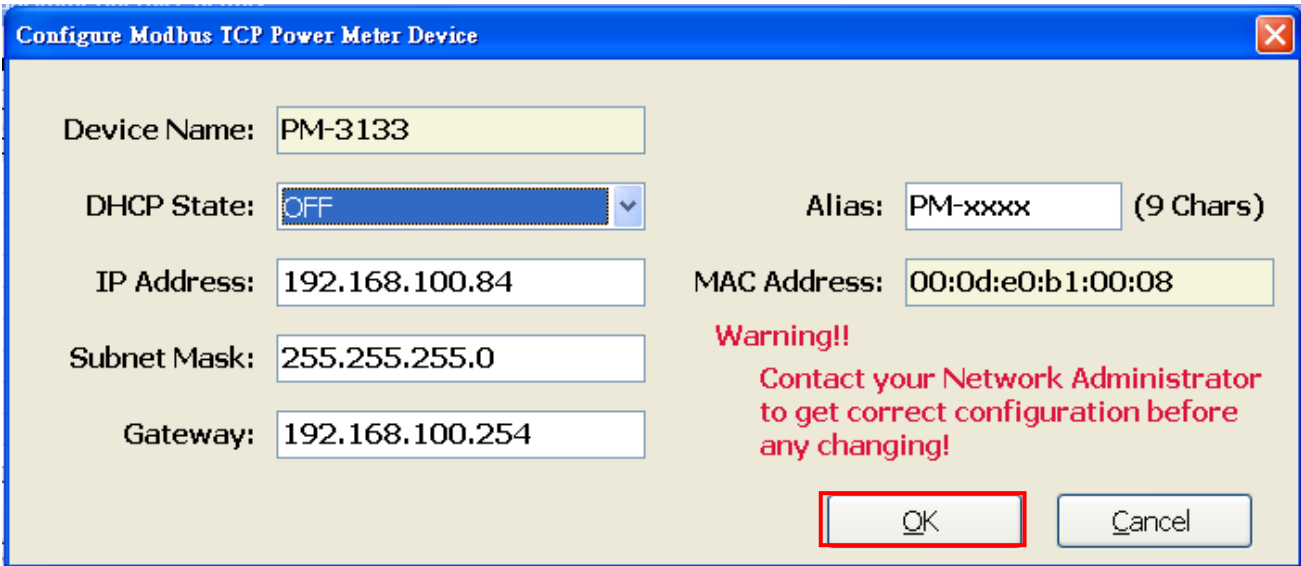 Configure Modbus TCP Power Meter Device
Device Name: PM-3133
DHCP State: OFF
Alias: PM-xxxx (9 Chars)
IP Address: 192.168.100.84
MAC Address: 00:0d:e0:b1:00:08
Subnet Mask: 255.255.255.0
Gateway: 192.168.100.254
Warning!!
Contact your Network Administrator
to get correct configuration before
any changing!
OK
Cancel